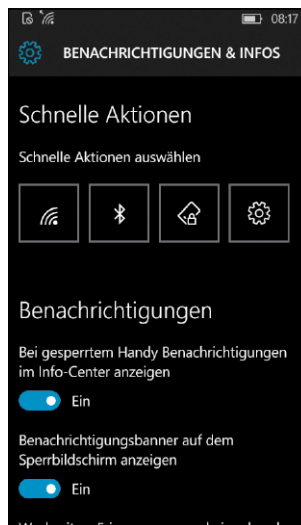 08:17
BENACHRICHTIGUNGEN & INFOS
Schnelle Aktionen
Schnelle Aktionen auswählen
Benachrichtigungen
Bei gesperrtem Handy Benachrichtigungen
im Info-Center anzeigen
Ein
Benachrichtigungsbanner auf dem
Sperrbildschirm anzeigen
Ein